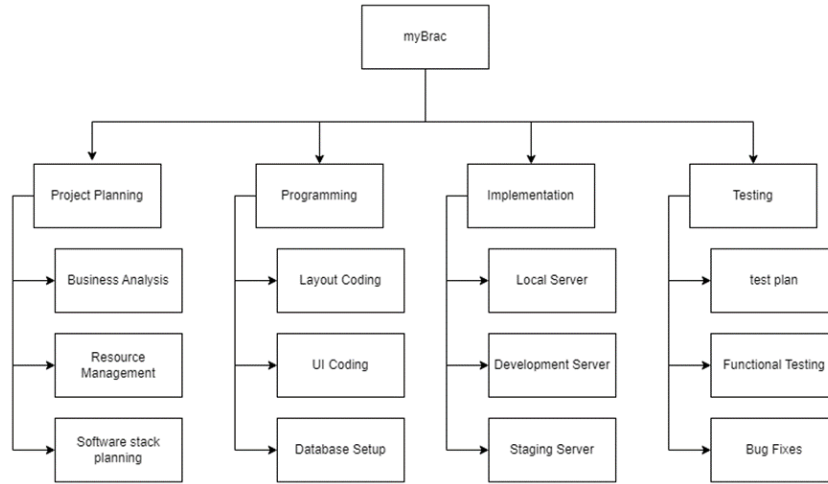 myBrac
Project Planning
Programming
Implementation
Testing
Business Analysis
Layout Coding
Local Server
test plan
Resource
Management
UI Coding
Development Server
Functional Testing
Software stack
planning
Database Setup
Staging Server
Bug Fixes